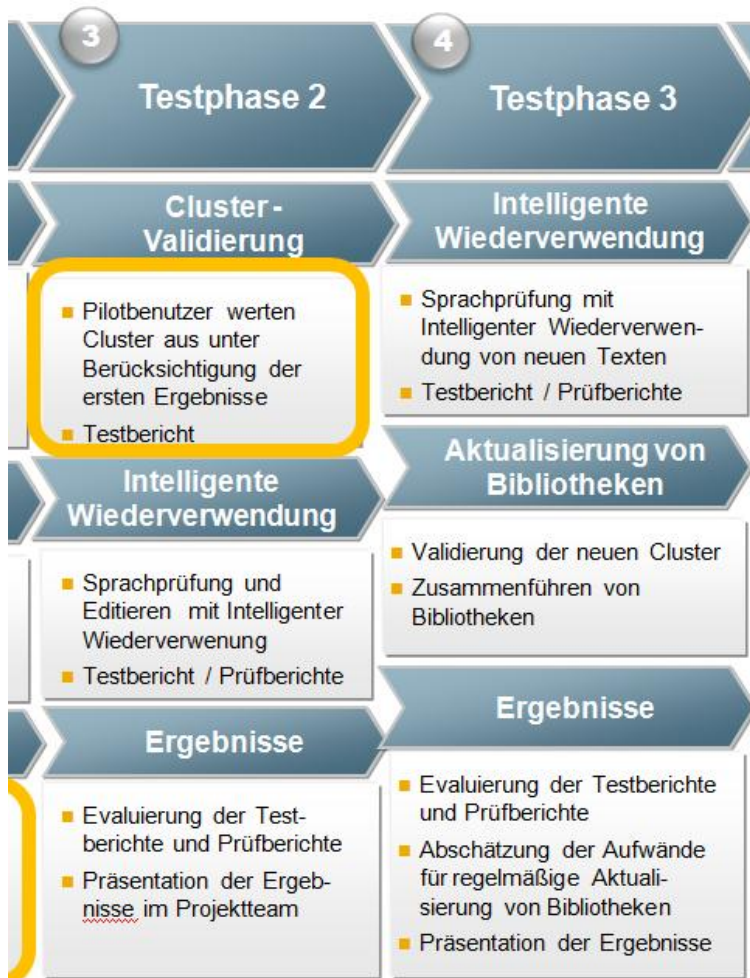 3
Testphase 2
Cluster -
Validierung
Pilotbenutzer werten
Cluster aus unter
Berücksichtigung der
ersten Ergebnisse
Testbericht
Intelligente
Wiederverwendung
Sprachprüfung und
Editieren mit Intelligenter
Wiederverwenung
Testbericht / Prüfberichte
Ergebnisse
Evaluierung der Test-
berichte und Prüfberichte
Präsentation der Ergeb-
nisse im Projektteam
4
Testphase 3
Intelligente
Wiederverwendung
Sprachprüfung mit
Intelligenter Wiederverwen-
dung von neuen Texten
Testbericht / Prüfberichte
Aktualisierung von
Bibliotheken
Validierung der neuen Cluster
Zusammenführen von
Bibliotheken
Ergebnisse
Evaluierung der Testberichte
und Prüfberichte
Abschätzung der Aufwände
für regelmäßige Aktuali-
sierung von Bibliotheken
Präsentation der Ergebnisse